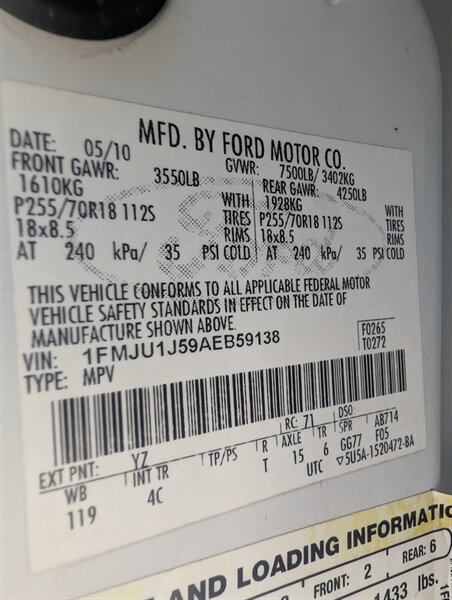 MFD. BY FORD MOTOR CO.
DATE: 05/10 GVWR: 7500LB/ 3402KG
FRONT GAWR: 3550LB REAR GAWR: 4250LB
1610KG WITH 1928KG WITH
P255/70R18 112S TIRES P255/70R18 112S TIRES
18x8.5 RIMS 18x8.5 RIMS
AT 240 kPa/ 35 PSI COLD AT 240 kPa/ 35 PSI COLD
THIS VEHICLE CONFORMS TO ALL APPLICABLE FEDERAL MOTOR
VEHICLE SAFETY STANDARDS IN EFFECT ON THE DATE OF
MANUFACTURE SHOWN ABOVE.
VIN: 1FMJU1J59AEB59138 F0265
TYPE: MPV T0272
EXT PNT: YZ RC: 71 DSO:
WB INT TR TP/PS R AXLE TR SPR AB714
119 4C T 15 6 GG77 F05
UTC ▽5U5A-1520472-BA
AND LOADING INFORMATIO
FRONT: 2 REAR: 6
1433 lbs.